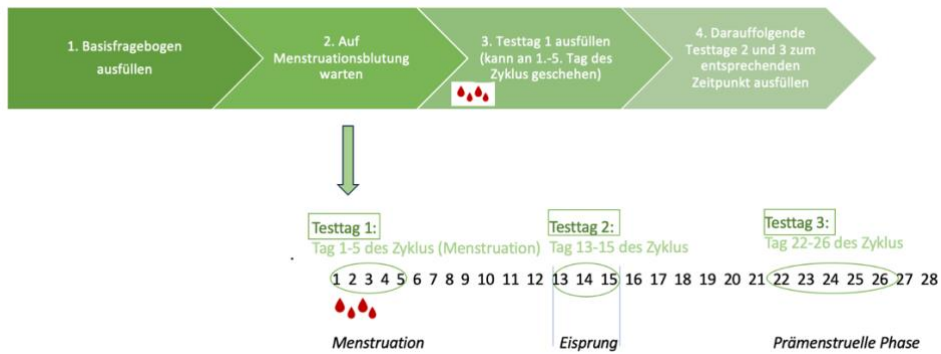 1. Basisfragebogen
ausfüllen
2. Auf
Menstruationsblutung
warten
3. Testtag 1 ausfüllen
(kann an 1.-5. Tag des
Zyklus geschehen)
4. Darauffolgende
Testtage 2 und 3 zum
entsprechenden
Zeitpunkt ausfüllen
Testtag 1:
Tag 1-5 des Zyklus (Menstruation)
Testtag 2:
Tag 13-15 des Zyklus
Testtag 3:
Tag 22-26 des Zyklus
1 2 3 4 5 6 7 8 9 10 11 12 13 14 15 16 17 18 19 20 21 22 23 24 25 26 27 28
Menstruation
Eisprung
Prämenstruelle Phase